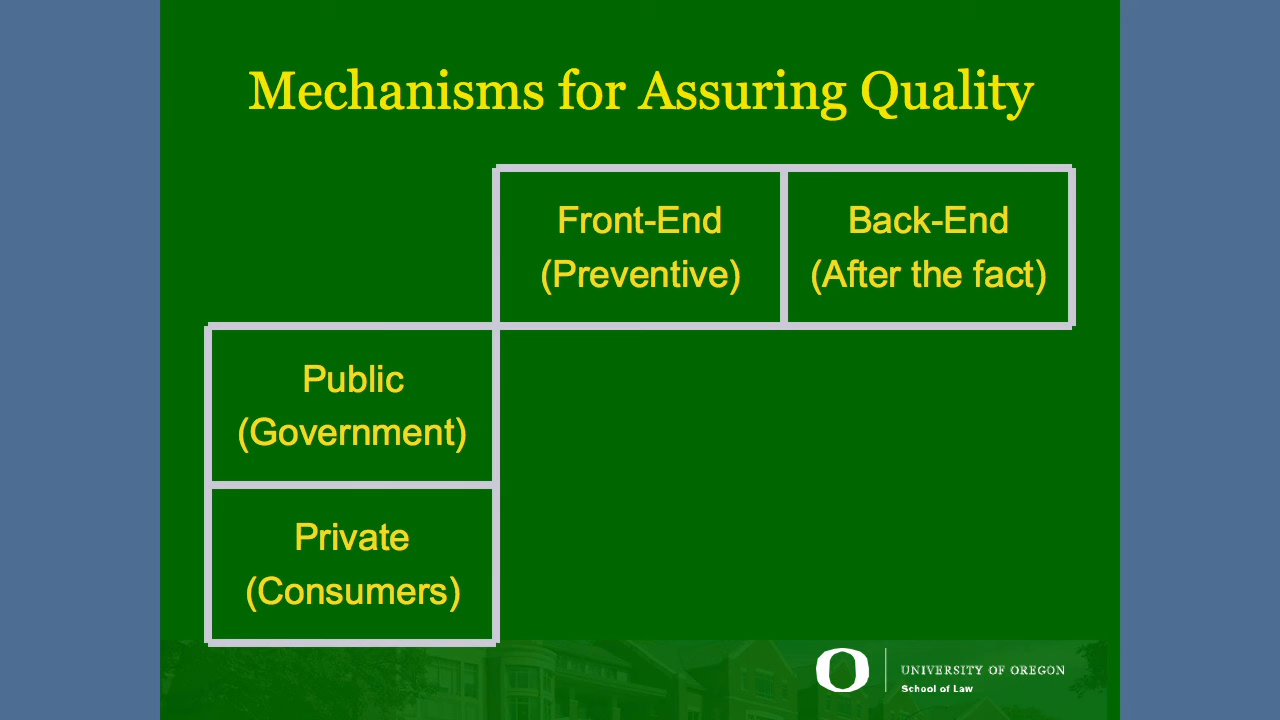 Mechanisms for Assuring Quality
Front-End
(Preventive)
Back-End
(After the fact)
Public
(Government)
Private
(Consumers)
UNIVERSITY OF OREGON
School of Law